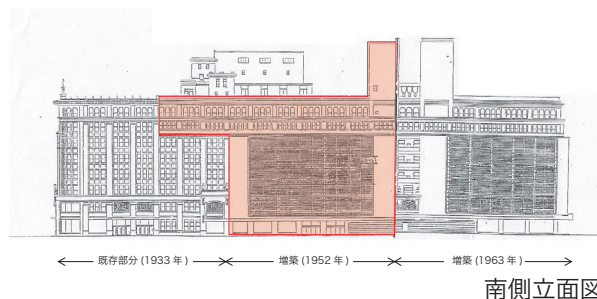 既存部分 (1933 年) 増築 (1952 年) 増築 (1963 年)
南側立面図